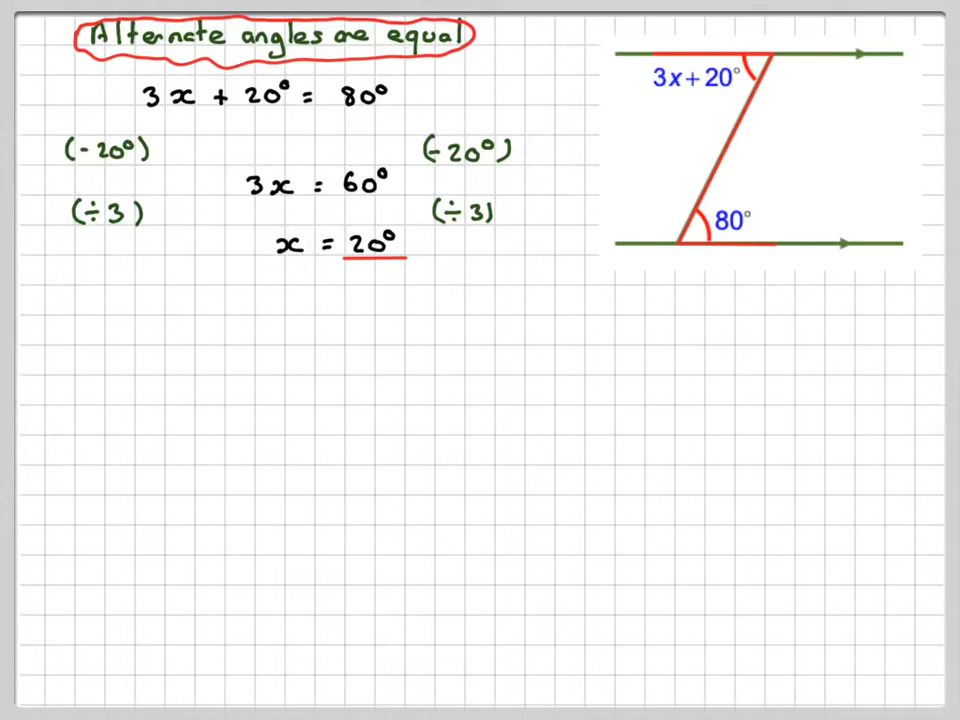 Alternate angles are equal
3x + 20° = 80°
(- 20°) (- 20°)
3x = 60°
(÷ 3) (÷ 3)
x = 20°
3x + 20°
80°